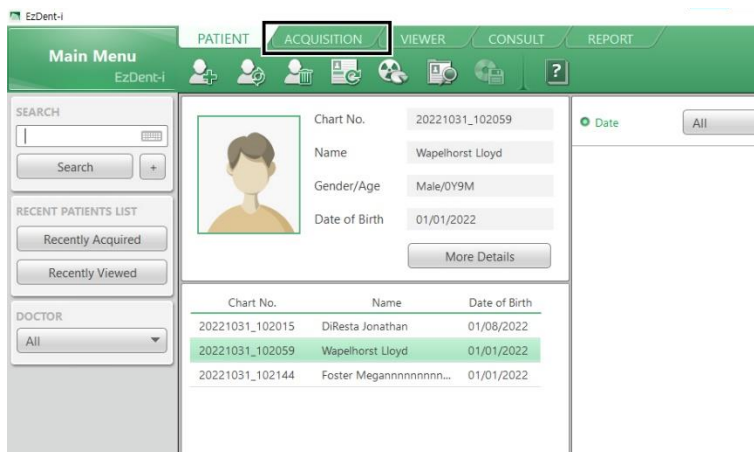 EzDent-i
Main Menu
EzDent-i
PATIENT ACQUISITION VIEWER CONSULT REPORT
?
SEARCH
Search +
RECENT PATIENTS LIST
Recently Acquired
Recently Viewed
DOCTOR
All
Chart No. 20221031_102059
Name Wapelhorst Lloyd
Gender/Age Male/0Y9M
Date of Birth 01/01/2022
More Details
Chart No. Name Date of Birth
20221031_102015 DiResta Jonathan 01/08/2022
20221031_102059 Wapelhorst Lloyd 01/01/2022
20221031_102144 Foster Megannnnnnnnn... 01/01/2022
Date All